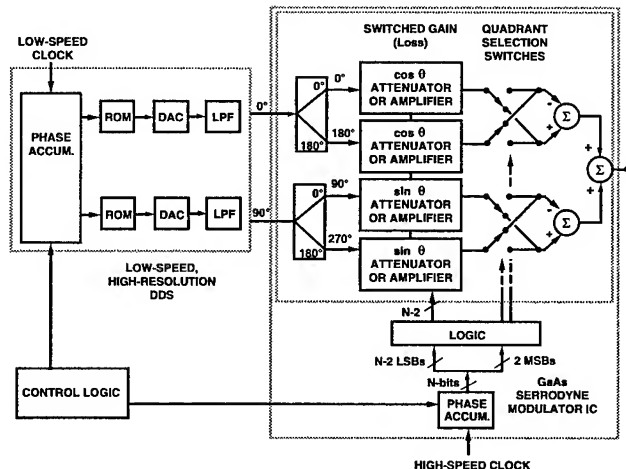 SWITCHED GAIN
(Loss)
QUADRANT
SELECTION
SWITCHES
LOW-SPEED
CLOCK
PHASE
ACCUM.
ROM
DAC
LPF
0°
0°
180°
0°
180°
cos θ
ATTENUATOR
OR AMPLIFIER
cos θ
ATTENUATOR
OR AMPLIFIER
-
+
Σ
+
Σ
+
ROM
DAC
LPF
90°
0°
180°
90°
270°
sin θ
ATTENUATOR
OR AMPLIFIER
sin θ
ATTENUATOR
OR AMPLIFIER
-
+
Σ
LOW-SPEED,
HIGH-RESOLUTION
DDS
N-2
LOGIC
N-2 LSBs
2 MSBs
N-bits
GaAs
SERRODYNE
MODULATOR IC
CONTROL LOGIC
PHASE
ACCUM.
HIGH-SPEED CLOCK